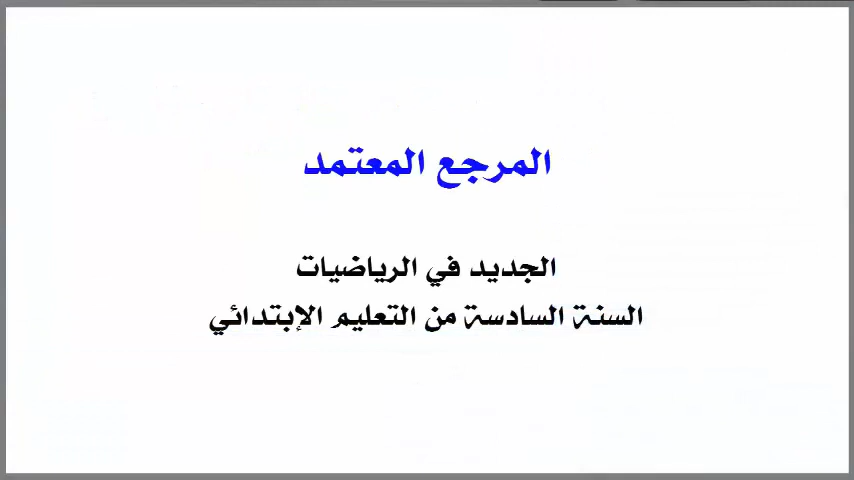 المرجع المعتمد
الجديد في الرياضيات
السنة السادسة من التعليم الإبتدائي